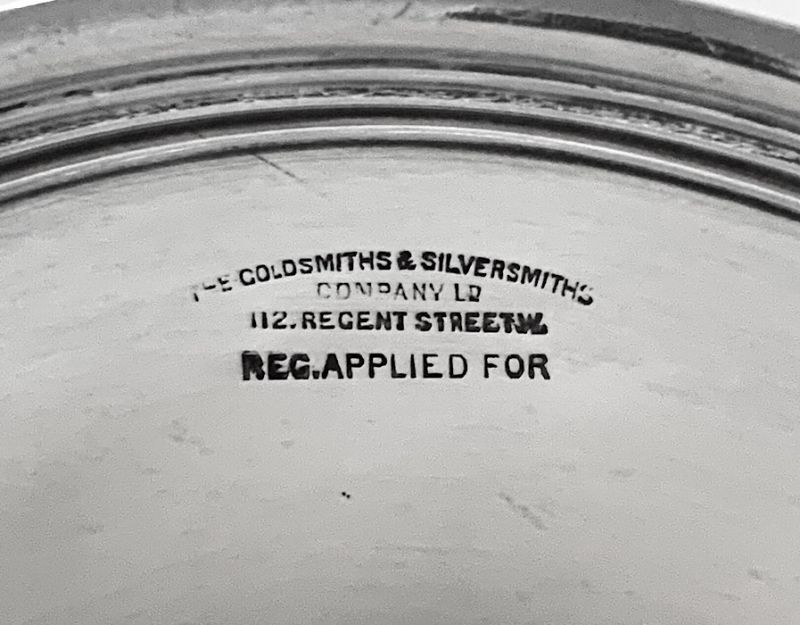 THE GOLDSMITHS & SILVERSMITHS
COMPANY LD
112. REGENT STREET.W.
REG. APPLIED FOR